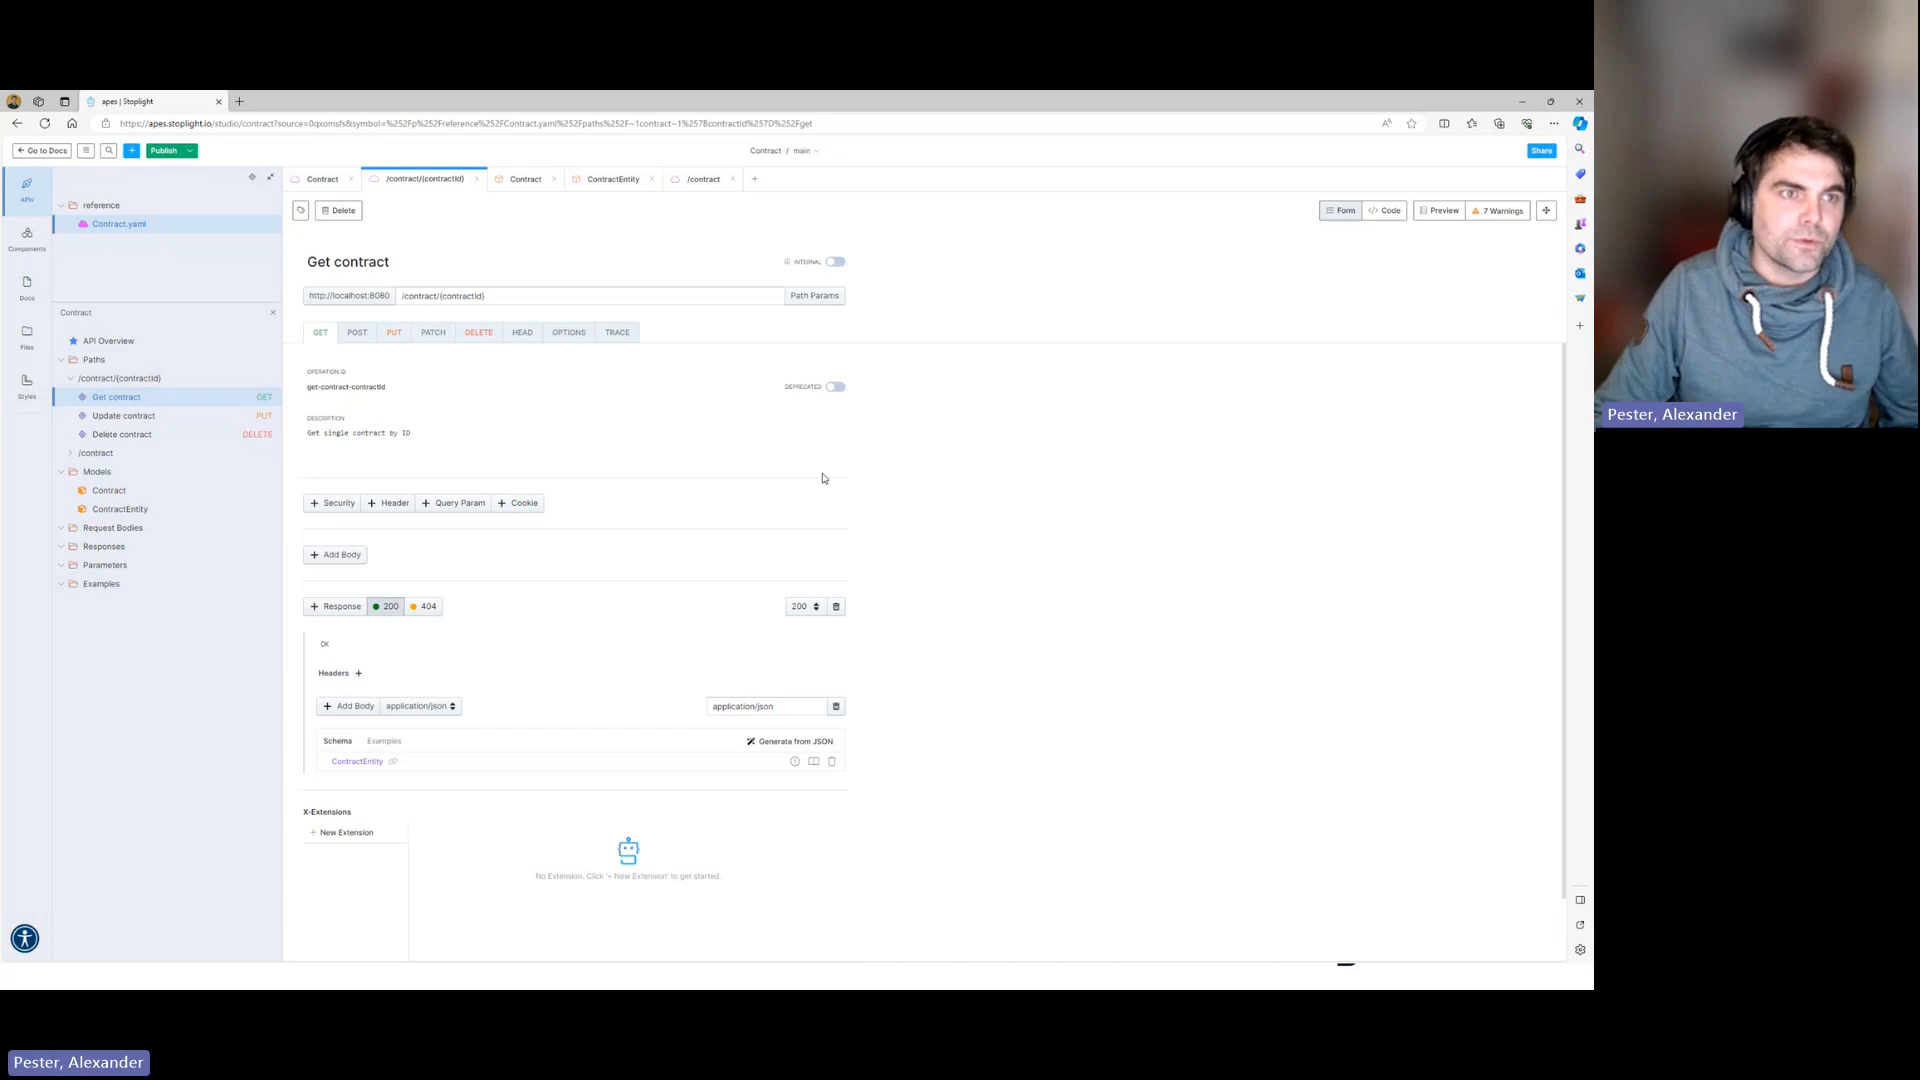 apes | Stoplight
https://apes.stoplight.io/studio/contract?source=0qxomsfs&symbol=%252Fp%252Freference%252FContract.yaml%252Fpaths%252F~1contract~1%257BcontractId%257D%252Fget
Go to Docs
Publish
Contract / main
Share
APIs
Components
Docs
Files
Styles
reference
Contract.yaml
Contract
API Overview
Paths
/contract/{contractId}
Get contract GET
Update contract PUT
Delete contract DELETE
/contract
Models
Contract
ContractEntity
Request Bodies
Responses
Parameters
Examples
Contract
/contract/{contractId}
Contract
ContractEntity
/contract
Delete
Form
Code
Preview
7 Warnings
Get contract
INTERNAL
http://localhost:8080
/contract/{contractId}
Path Params
GET POST PUT PATCH DELETE HEAD OPTIONS TRACE
OPERATION ID
get-contract-contractId
DEPRECATED
DESCRIPTION
Get single contract by ID
+ Security
+ Header
+ Query Param
+ Cookie
+ Add Body
+ Response
200
404
200
OK
Headers +
+ Add Body
application/json
application/json
Schema
Examples
Generate from JSON
ContractEntity
X-Extensions
+ New Extension
No Extension. Click '+ New Extension' to get started.
Pester, Alexander
Pester, Alexander